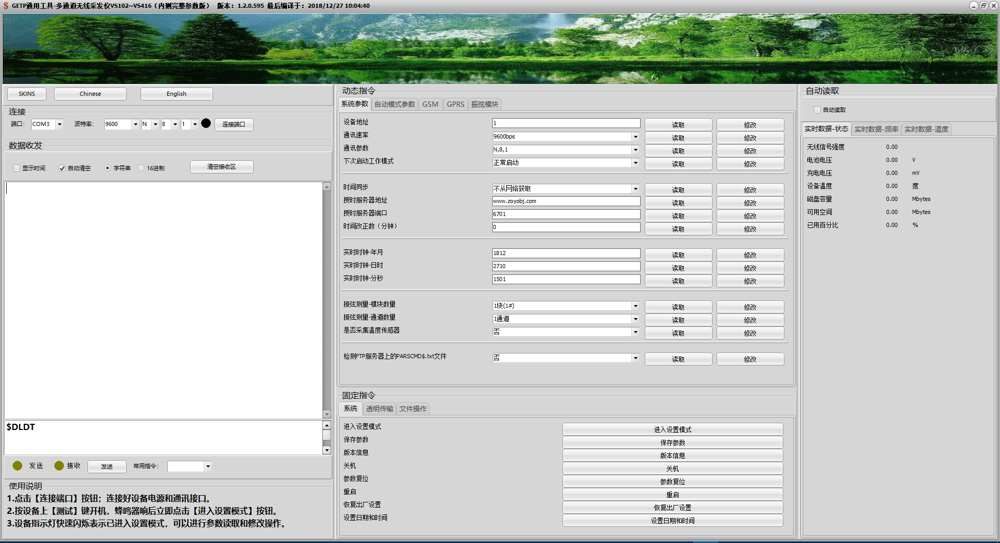 GETP通用工具-多通道无线采发仪VS102~VS416（内测完整参数版） 版本：1.2.0.595 最后编译于：2018/12/27 10:04:40
SKINS Chinese English
连接
端口： COM3 波特率： 9600 N 8 1 连接端口
数据收发
显示时间 自动清空 字符串 16进制 清空接收区
$DLDT
发送 接收 发送 常用指令：
使用说明
1.点击【连接端口】按钮；连接好设备电源和通讯接口。
2.按设备上【测试】键开机，蜂鸣器响后立即点击【进入设置模式】按钮。
3.设备指示灯快速闪烁表示已进入设置模式，可以进行参数读取和修改操作。
动态指令
系统参数 自动模式参数 GSM GPRS 振弦模块
设备地址 1 读取 修改
通讯速率 9600bps 读取 修改
通讯参数 N,8,1 读取 修改
下次启动工作模式 正常启动 读取 修改
时间同步 不从网络获取 读取 修改
授时服务器地址 www.zoyobj.com 读取 修改
授时服务器端口 6701 读取 修改
时间改正数（分钟） 0 读取 修改
实时时钟-年月 1812 读取 修改
实时时钟-日时 2710 读取 修改
实时时钟-分秒 1501 读取 修改
振弦测量-模块数量 1块(1#) 读取 修改
振弦测量-通道数量 1通道 读取 修改
是否采集温度传感器 否 读取 修改
检测FTP服务器上的PARSCMD$.txt文件 否 读取 修改
固定指令
系统 透明传输 文件操作
进入设置模式 进入设置模式
保存参数 保存参数
版本信息 版本信息
关机 关机
参数复位 参数复位
重启 重启
恢复出厂设置 恢复出厂设置
设置日期和时间 设置日期和时间
自动读取
自动读取
实时数据-状态 实时数据-频率 实时数据-温度
无线信号强度 0.00
电池电压 0.00 V
充电电压 0.00 mV
设备温度 0.00 度
磁盘容量 0.00 Mbytes
可用空间 0.00 Mbytes
已用百分比 0.00 %